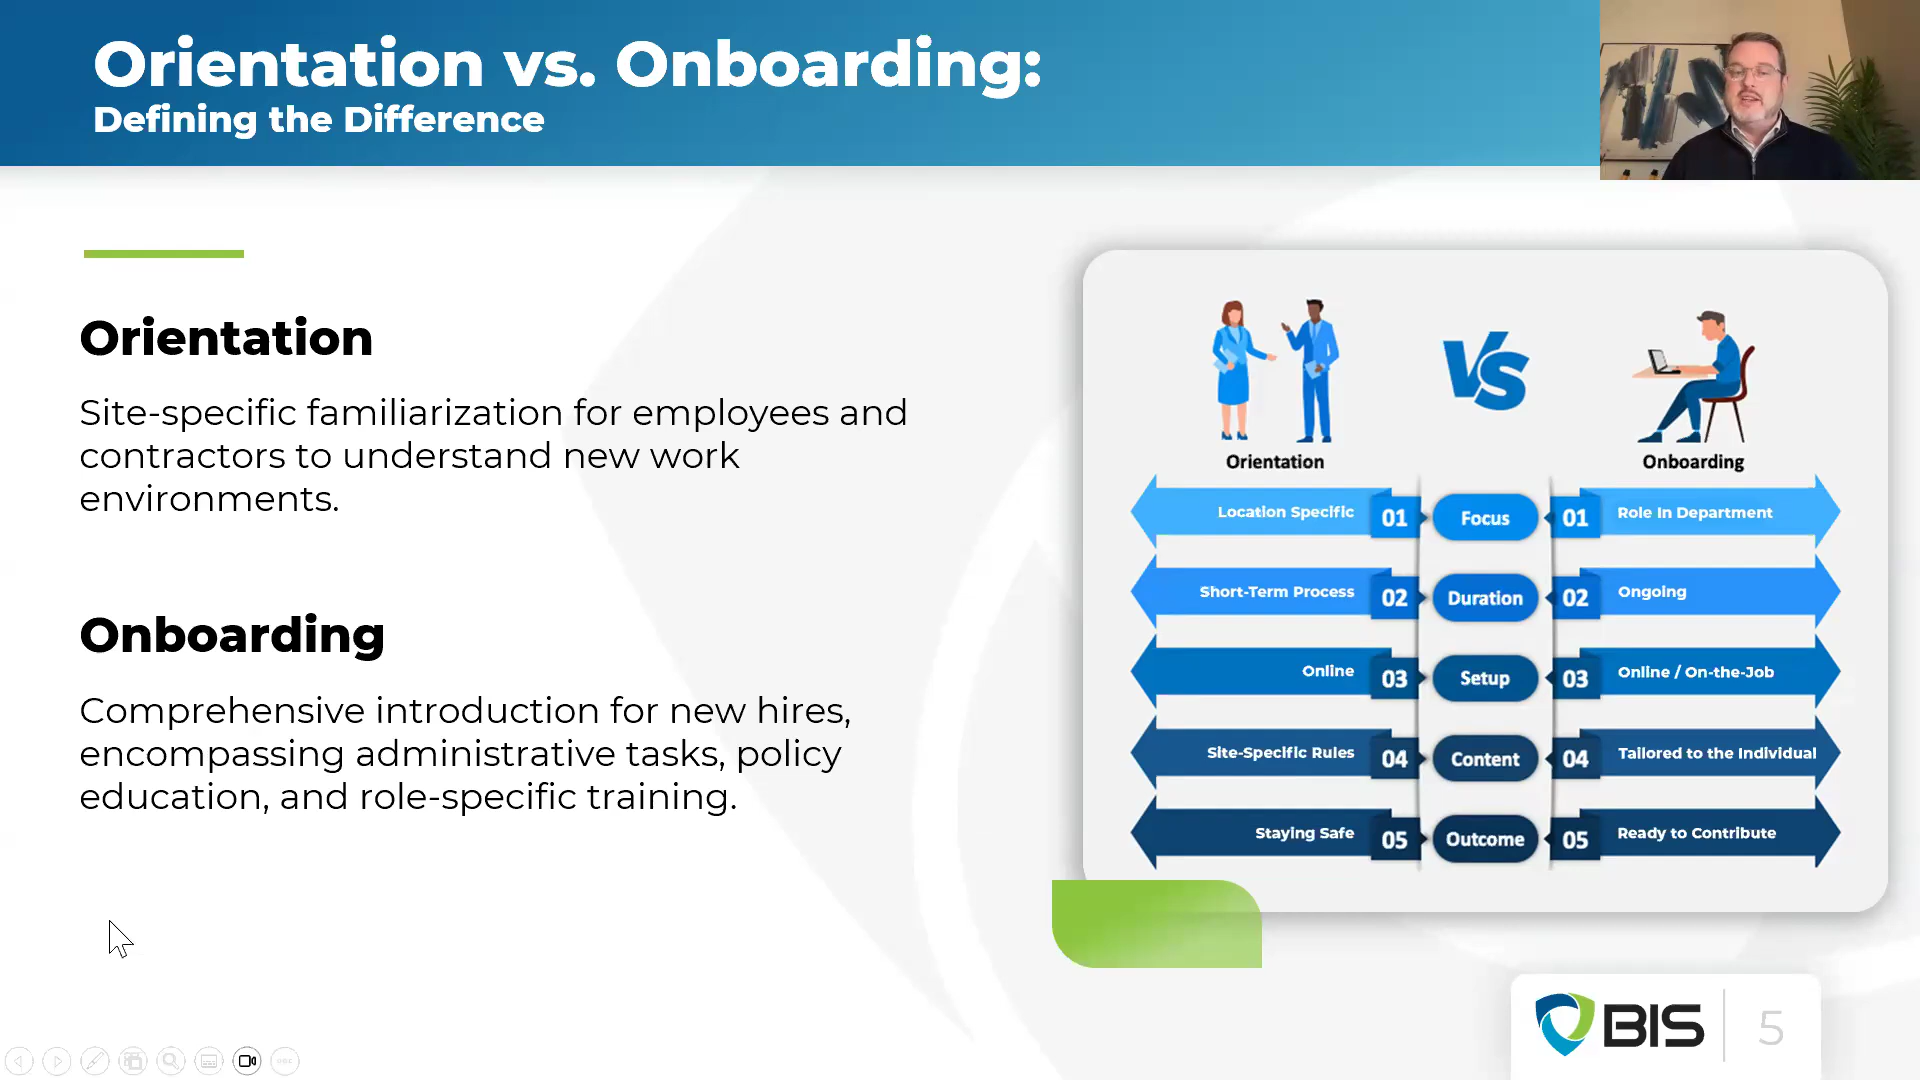 Orientation vs. Onboarding:
Defining the Difference
Orientation
Site-specific familiarization for employees and
contractors to understand new work
environments.
Onboarding
Comprehensive introduction for new hires,
encompassing administrative tasks, policy
education, and role-specific training.
VS
Orientation
Onboarding
Location Specific 01 Focus 01 Role In Department
Short-Term Process 02 Duration 02 Ongoing
Online 03 Setup 03 Online / On-the-Job
Site-Specific Rules 04 Content 04 Tailored to the Individual
Staying Safe 05 Outcome 05 Ready to Contribute
BIS 5